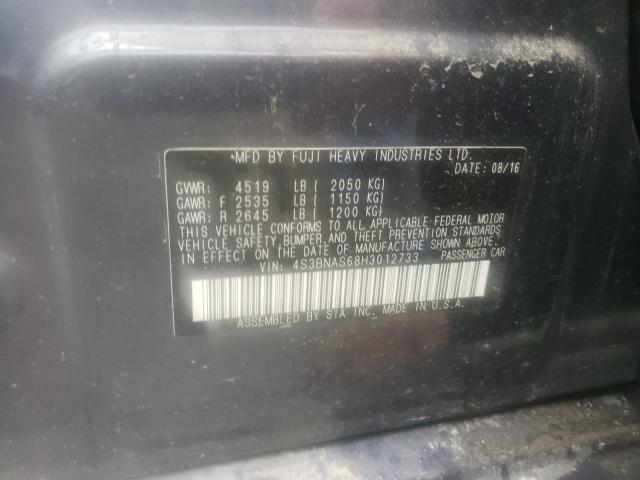 *MFD BY FUJI HEAVY INDUSTRIES LTD.
DATE: 08/16
GVWR: 4519 LB ( 2050 KG)
GAWR: F 2535 LB ( 1150 KG)
GAWR: R 2645 LB ( 1200 KG)
THIS VEHICLE CONFORMS TO ALL APPLICABLE FEDERAL MOTOR
VEHICLE SAFETY, BUMPER, AND THEFT PREVENTION STANDARDS
IN EFFECT ON THE DATE OF MANUFACTURE SHOWN ABOVE.
VIN: 4S3BNAS68H3012733 PASSENGER CAR
ASSEMBLED BY SIA INC. MADE IN U.S.A.